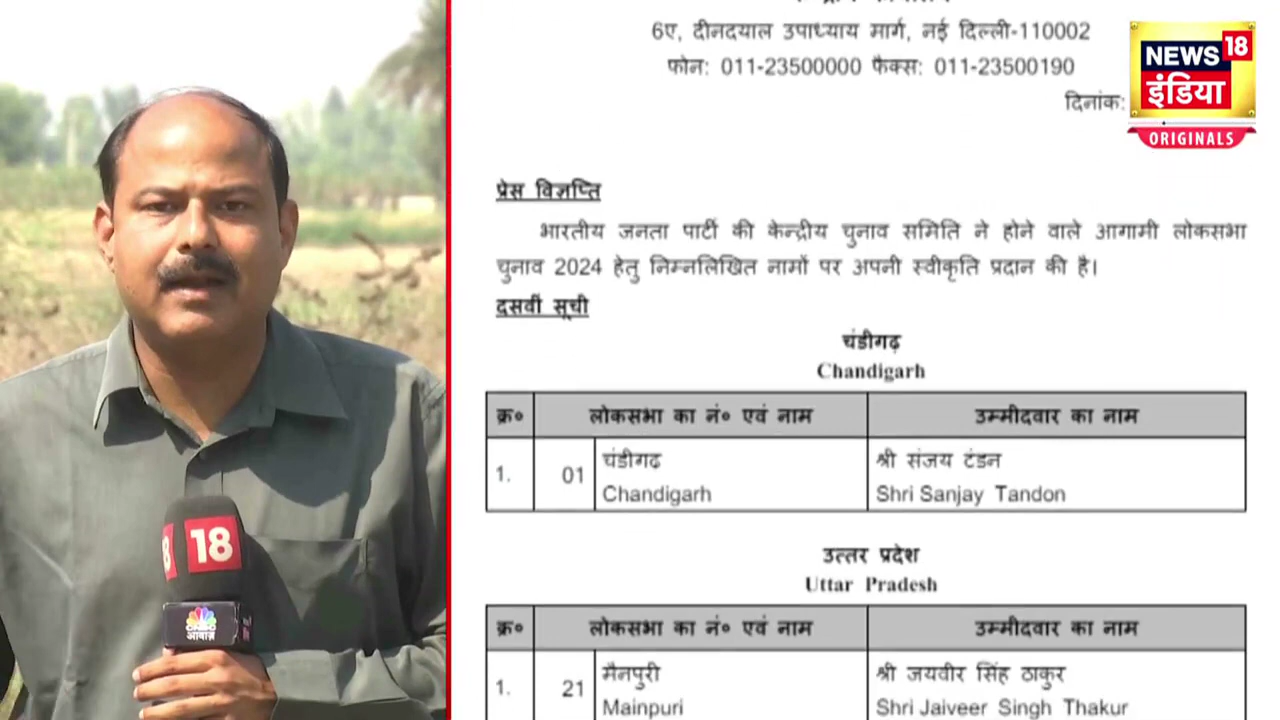 6ए, दीनदयाल उपाध्याय मार्ग, नई दिल्ली-110002
फोन: 011-23500000 फैक्स: 011-23500190
दिनांक:
NEWS 18
इंडिया
ORIGINALS
प्रेस विज्ञप्ति
भारतीय जनता पार्टी की केन्द्रीय चुनाव समिति ने होने वाले आगामी लोकसभा
चुनाव 2024 हेतु निम्नलिखित नामों पर अपनी स्वीकृति प्रदान की है।
दसवीं सूची
चंडीगढ़
Chandigarh
क्र० लोकसभा का नं० एवं नाम उम्मीदवार का नाम
1. 01 चंडीगढ़ श्री संजय टंडन
Chandigarh Shri Sanjay Tandon
उत्तर प्रदेश
Uttar Pradesh
क्र० लोकसभा का नं० एवं नाम उम्मीदवार का नाम
1. 21 मैनपुरी श्री जयवीर सिंह ठाकुर
Mainpuri Shri Jaiveer Singh Thakur
18
आवाज़